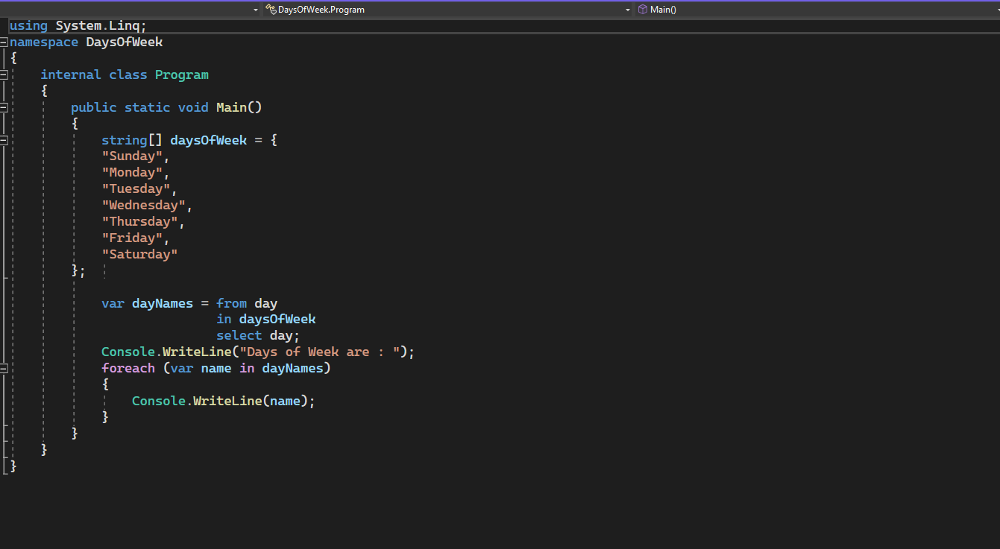 DaysOfWeek.Program Main()
using System.Linq;
namespace DaysOfWeek
{
    internal class Program
    {
        public static void Main()
        {
            string[] daysOfWeek = {
            "Sunday",
            "Monday",
            "Tuesday",
            "Wednesday",
            "Thursday",
            "Friday",
            "Saturday"
        };
            var dayNames = from day
                           in daysOfWeek
                           select day;
            Console.WriteLine("Days of Week are : ");
            foreach (var name in dayNames)
            {
                Console.WriteLine(name);
            }
        }
    }
}